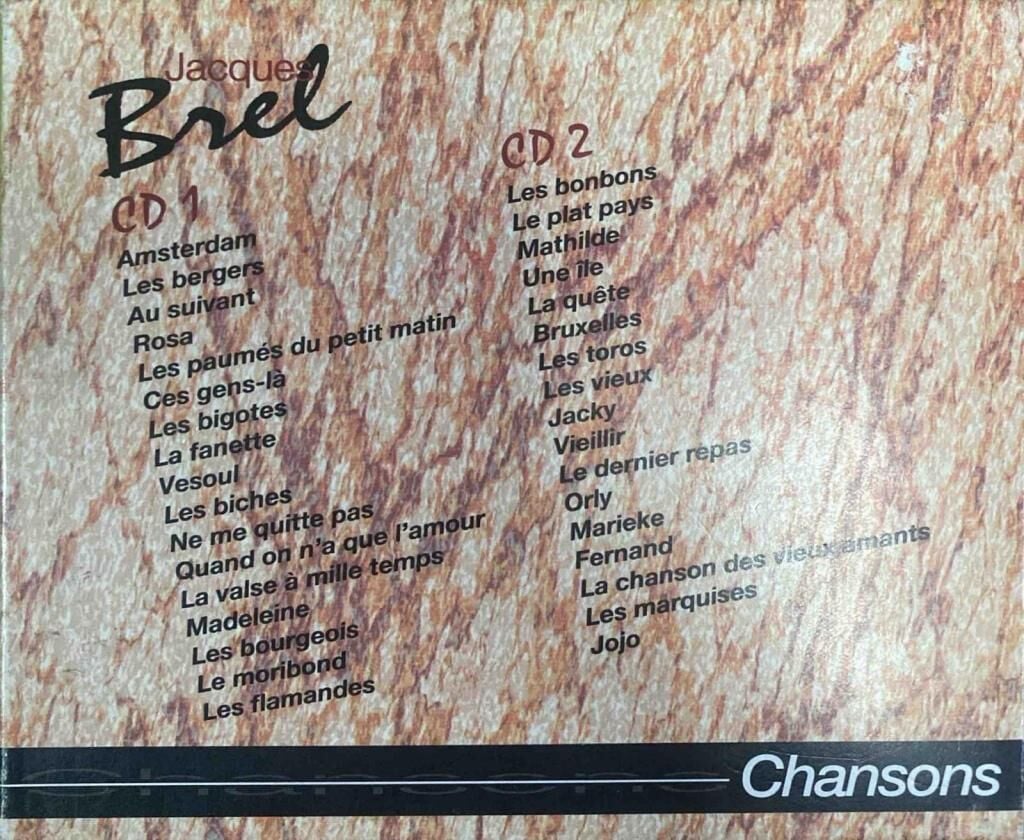 Jacques
Brel
CD 1
Amsterdam
Les bergers
Au suivant
Rosa
Les paumés du petit matin
Ces gens-là
Les bigotes
La fanette
Vesoul
Les biches
Ne me quitte pas
Quand on n'a que l'amour
La valse à mille temps
Madeleine
Les bourgeois
Le moribond
Les flamandes
CD 2
Les bonbons
Le plat pays
Mathilde
Une île
La quête
Bruxelles
Les toros
Les vieux
Jacky
Vieillir
Le dernier repas
Orly
Marieke
Fernand
La chanson des vieux amants
Les marquises
Jojo
Chansons
Chansons